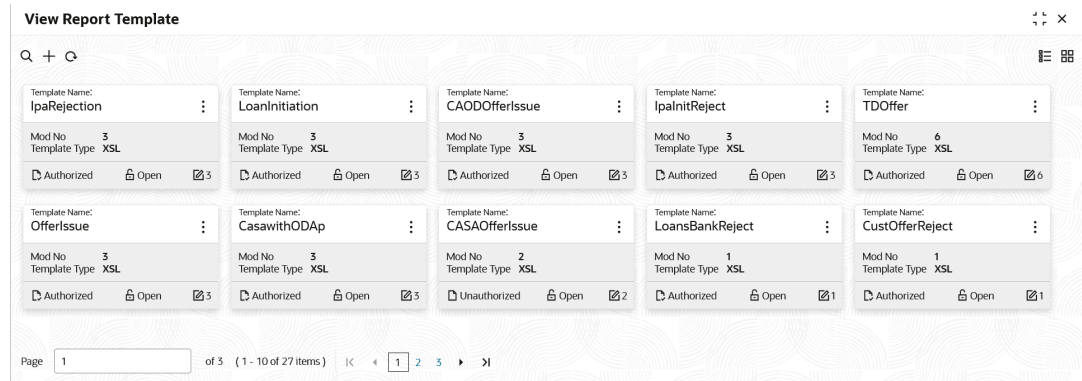 View Report Template
Template Name:
IpaRejection
Mod No 3
Template Type XSL
Authorized Open 3
Template Name:
LoanInitiation
Mod No 3
Template Type XSL
Authorized Open 3
Template Name:
CAODOfferIssue
Mod No 3
Template Type XSL
Authorized Open 3
Template Name:
IpaInitReject
Mod No 3
Template Type XSL
Authorized Open 3
Template Name:
TDOffer
Mod No 6
Template Type XSL
Authorized Open 6
Template Name:
OfferIssue
Mod No 3
Template Type XSL
Authorized Open 3
Template Name:
CasawithODAp
Mod No 3
Template Type XSL
Authorized Open 3
Template Name:
CASAOfferIssue
Mod No 2
Template Type XSL
Unauthorized Open 2
Template Name:
LoansBankReject
Mod No 1
Template Type XSL
Authorized Open 1
Template Name:
CustOfferReject
Mod No 1
Template Type XSL
Authorized Open 1
Page 1 of 3 (1 - 10 of 27 items) 1 2 3